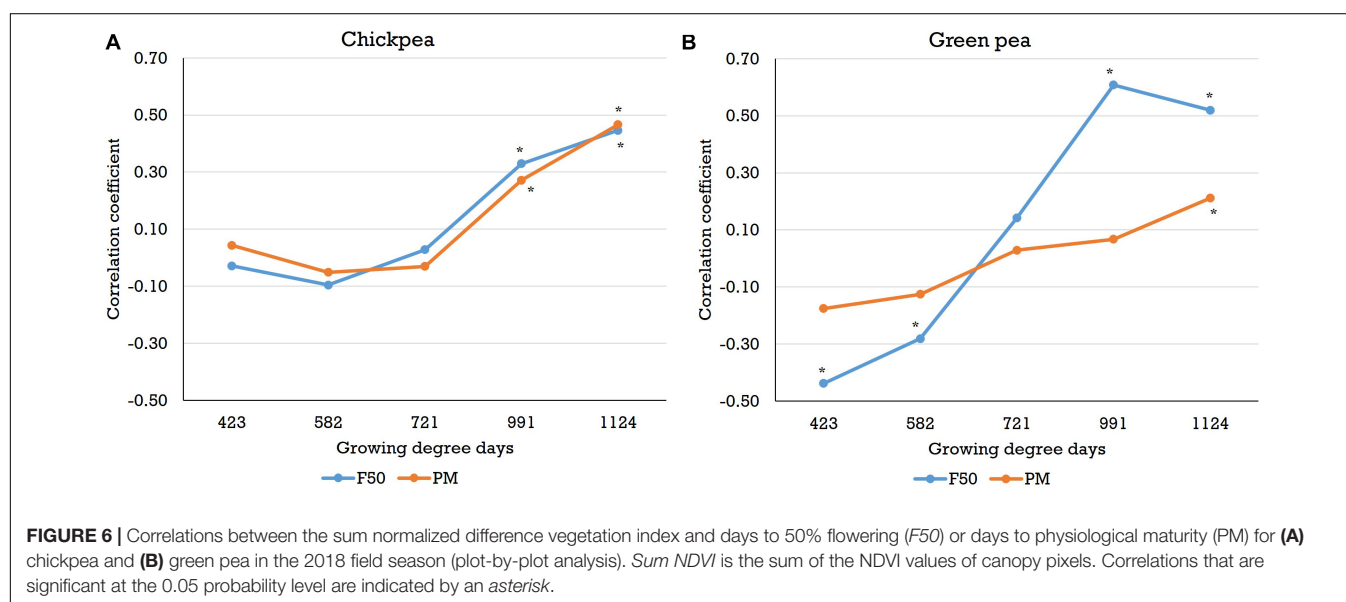 A
Chickpea
0.70
0.50
0.30
0.10
-0.10
-0.30
-0.50
Correlation coefficient
*
*
*
*
423 582 721 991 1124
Growing degree days
F50 PM
B
Green pea
0.70
0.50
0.30
0.10
-0.10
-0.30
-0.50
Correlation coefficient
*
*
*
*
*
423 582 721 991 1124
Growing degree days
F50 PM
FIGURE 6 | Correlations between the sum normalized difference vegetation index and days to 50% flowering (F50) or days to physiological maturity (PM) for (A)
chickpea and (B) green pea in the 2018 field season (plot-by-plot analysis). Sum NDVI is the sum of the NDVI values of canopy pixels. Correlations that are
significant at the 0.05 probability level are indicated by an asterisk.